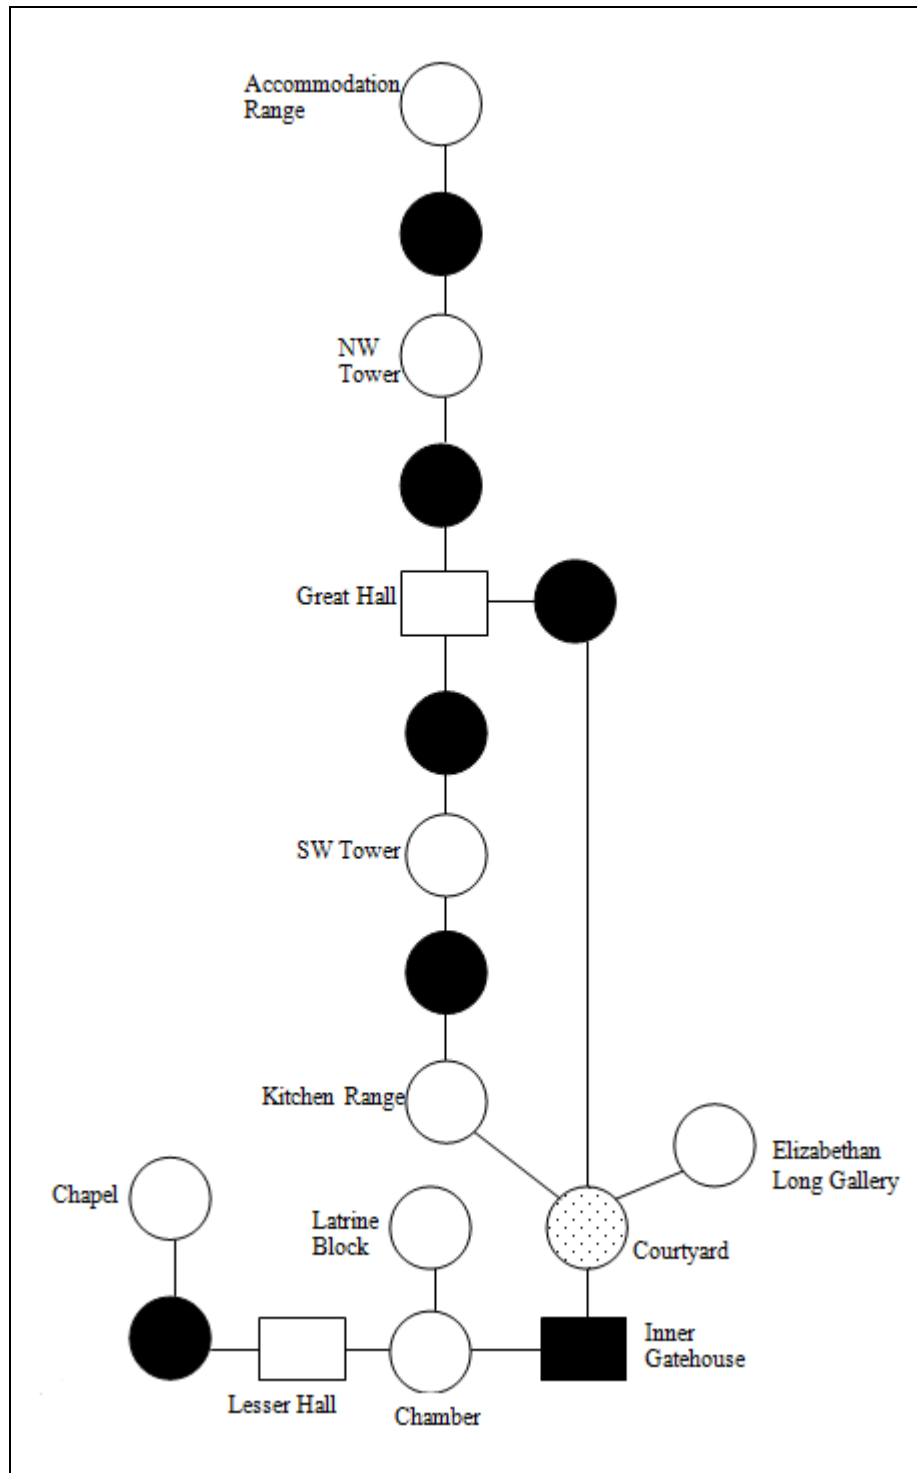 Accommodation
Range
NW
Tower
Great Hall
SW Tower
Kitchen Range
Elizabethan
Long Gallery
Chapel
Latrine
Block
Courtyard
Inner
Gatehouse
Lesser Hall
Chamber